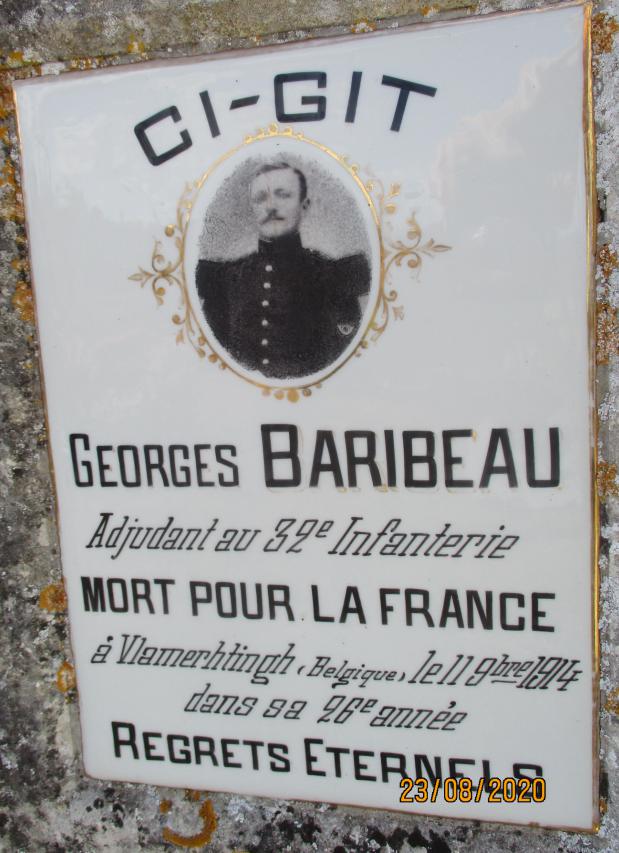 CI-GIT
GEORGES BARIBEAU
Adjudant au 32e Infanterie
MORT POUR LA FRANCE
à Vlamerhtingh (Belgique) le 11 9bre 1914
dans sa 26e année
REGRETS ETERNELS
23/08/2020